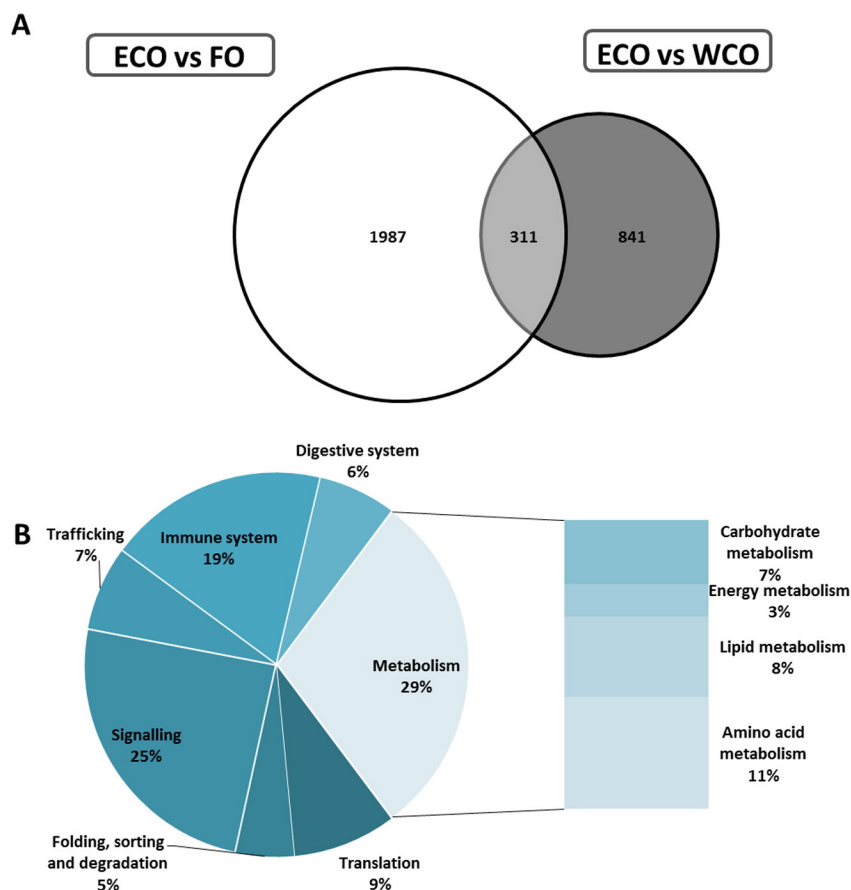 A
ECO vs FO
ECO vs WCO
1987
311
841
B
Digestive system
6%
Trafficking
7%
Immune system
19%
Metabolism
29%
Signalling
25%
Folding, sorting
and degradation
5%
Translation
9%
Carbohydrate
metabolism
7%
Energy metabolism
3%
Lipid metabolism
8%
Amino acid
metabolism
11%